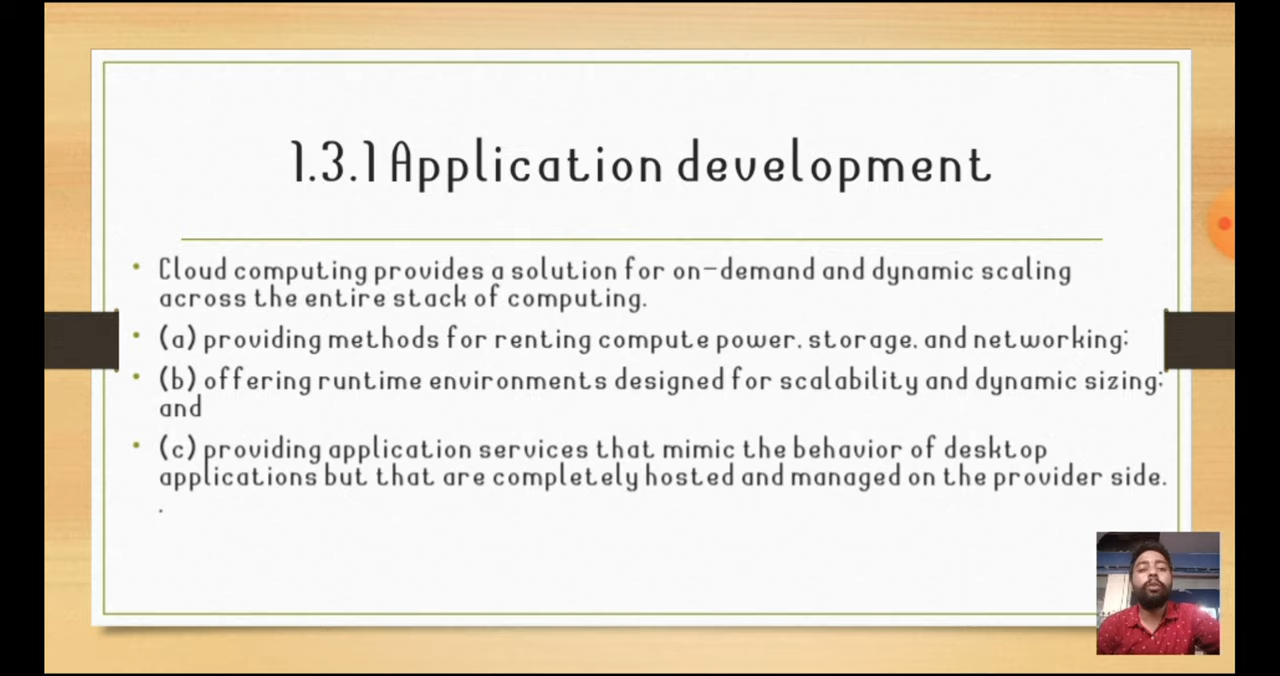 1.3.1 Application development
• Cloud computing provides a solution for on-demand and dynamic scaling
across the entire stack of computing.
• (a) providing methods for renting compute power, storage, and networking;
• (b) offering runtime environments designed for scalability and dynamic sizing;
and
• (c) providing application services that mimic the behavior of desktop
applications but that are completely hosted and managed on the provider side.
.